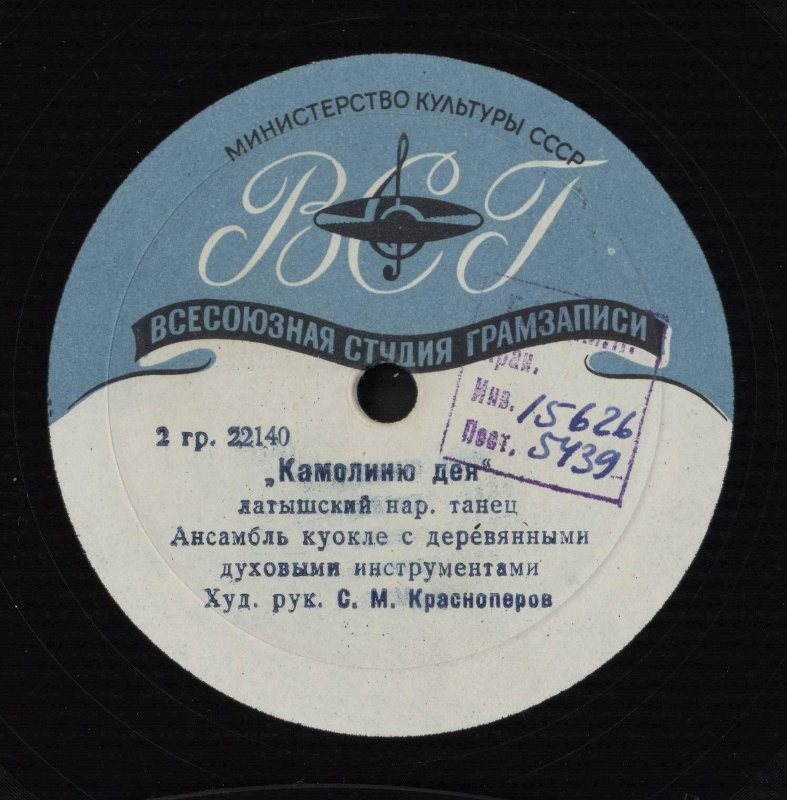 МИНИСТЕРСТВО КУЛЬТУРЫ СССР
ВСГ
ВСЕСОЮЗНАЯ СТУДИЯ ГРАМЗАПИСИ
Инв. 15626
Пост. 5439
2 гр. 22140
„Камолиню дея“
латышский нар. танец
Ансамбль куокле с деревянными
духовыми инструментами
Худ. рук. С. М. Красноперов